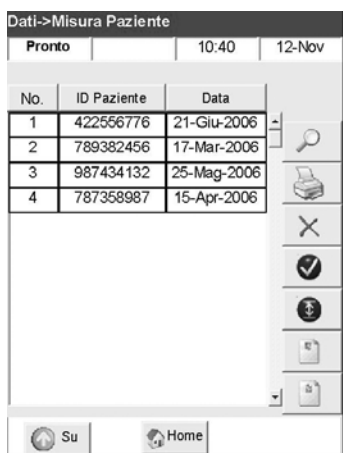 Dati->Misura Paziente
Pronto 10:40 12-Nov
No. ID Paziente Data
1 422556776 21-Giu-2006
2 789382456 17-Mar-2006
3 987434132 25-Mag-2006
4 787358987 15-Apr-2006
Su Home